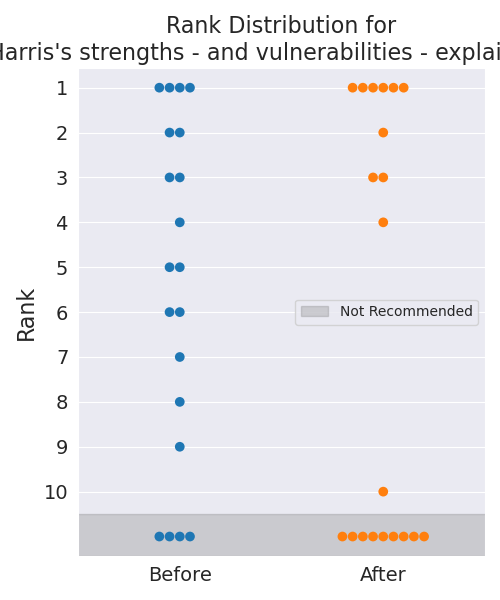 Rank Distribution for
Harris's strengths - and vulnerabilities - explai
1
2
3
4
5
6
7
8
9
10
Rank
Not Recommended
Before
After